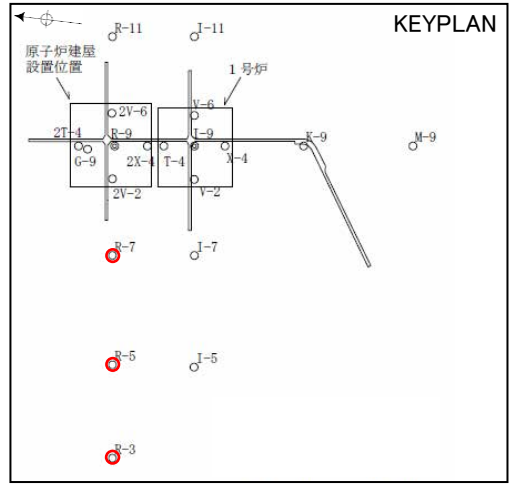 KEYPLAN
R-11
I-11
原子炉建屋
設置位置
1号炉
2V-6
V-6
2T-4
R-9
I-9
K-9
M-9
G-9
2X-4
T-4
X-4
2V-2
V-2
R-7
I-7
R-5
I-5
R-3